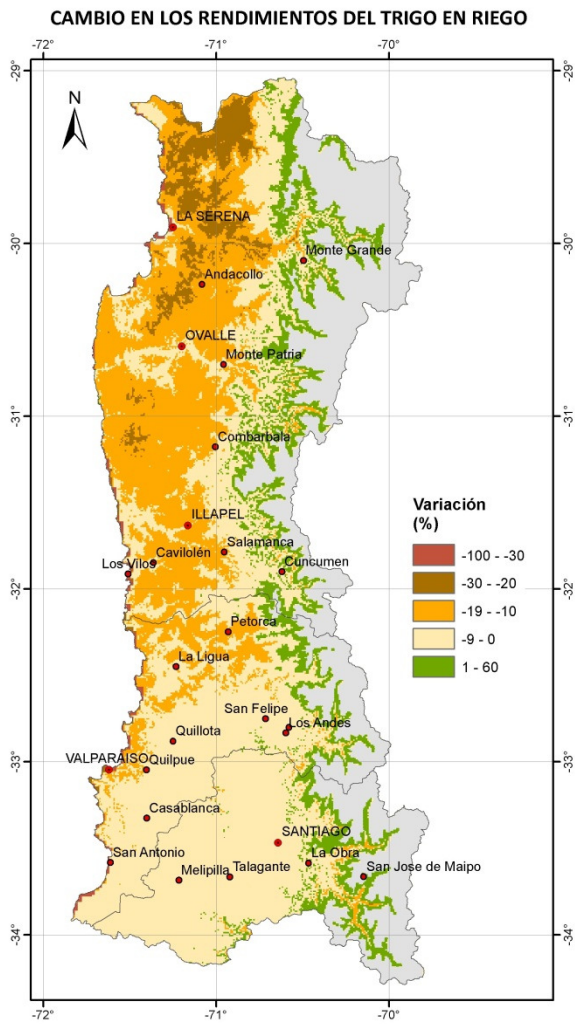 CAMBIO EN LOS RENDIMIENTOS DEL TRIGO EN RIEGO
-72° -71° -70°
-29° -29°
N
LA SERENA
-30° -30°
Monte Grande
Andacollo
OVALLE
Monte Patria
-31° -31°
Combarbala
Variación
(%)
-100 - -30
-30 - -20
-19 - -10
-9 - 0
1 - 60
ILLAPEL
Salamanca
Los Vilos Cavilolén
Cuncumen
-32° -32°
Petorca
La Ligua
San Felipe
Los Andes
Quillota
-33° -33°
VALPARAISO Quilpue
Casablanca
SANTIAGO
San Antonio
La Obra
Melipilla Talagante
San Jose de Maipo
-34° -34°
-72° -71° -70°